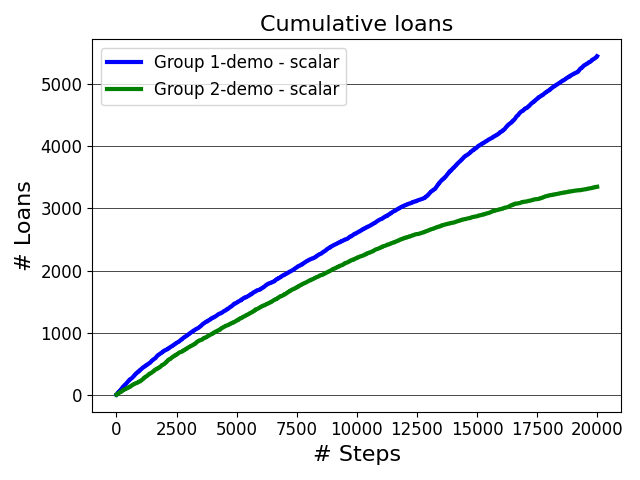 Cumulative loans
Group 1-demo - scalar
Group 2-demo - scalar
# Loans
5000
4000
3000
2000
1000
0
0 2500 5000 7500 10000 12500 15000 17500 20000
# Steps